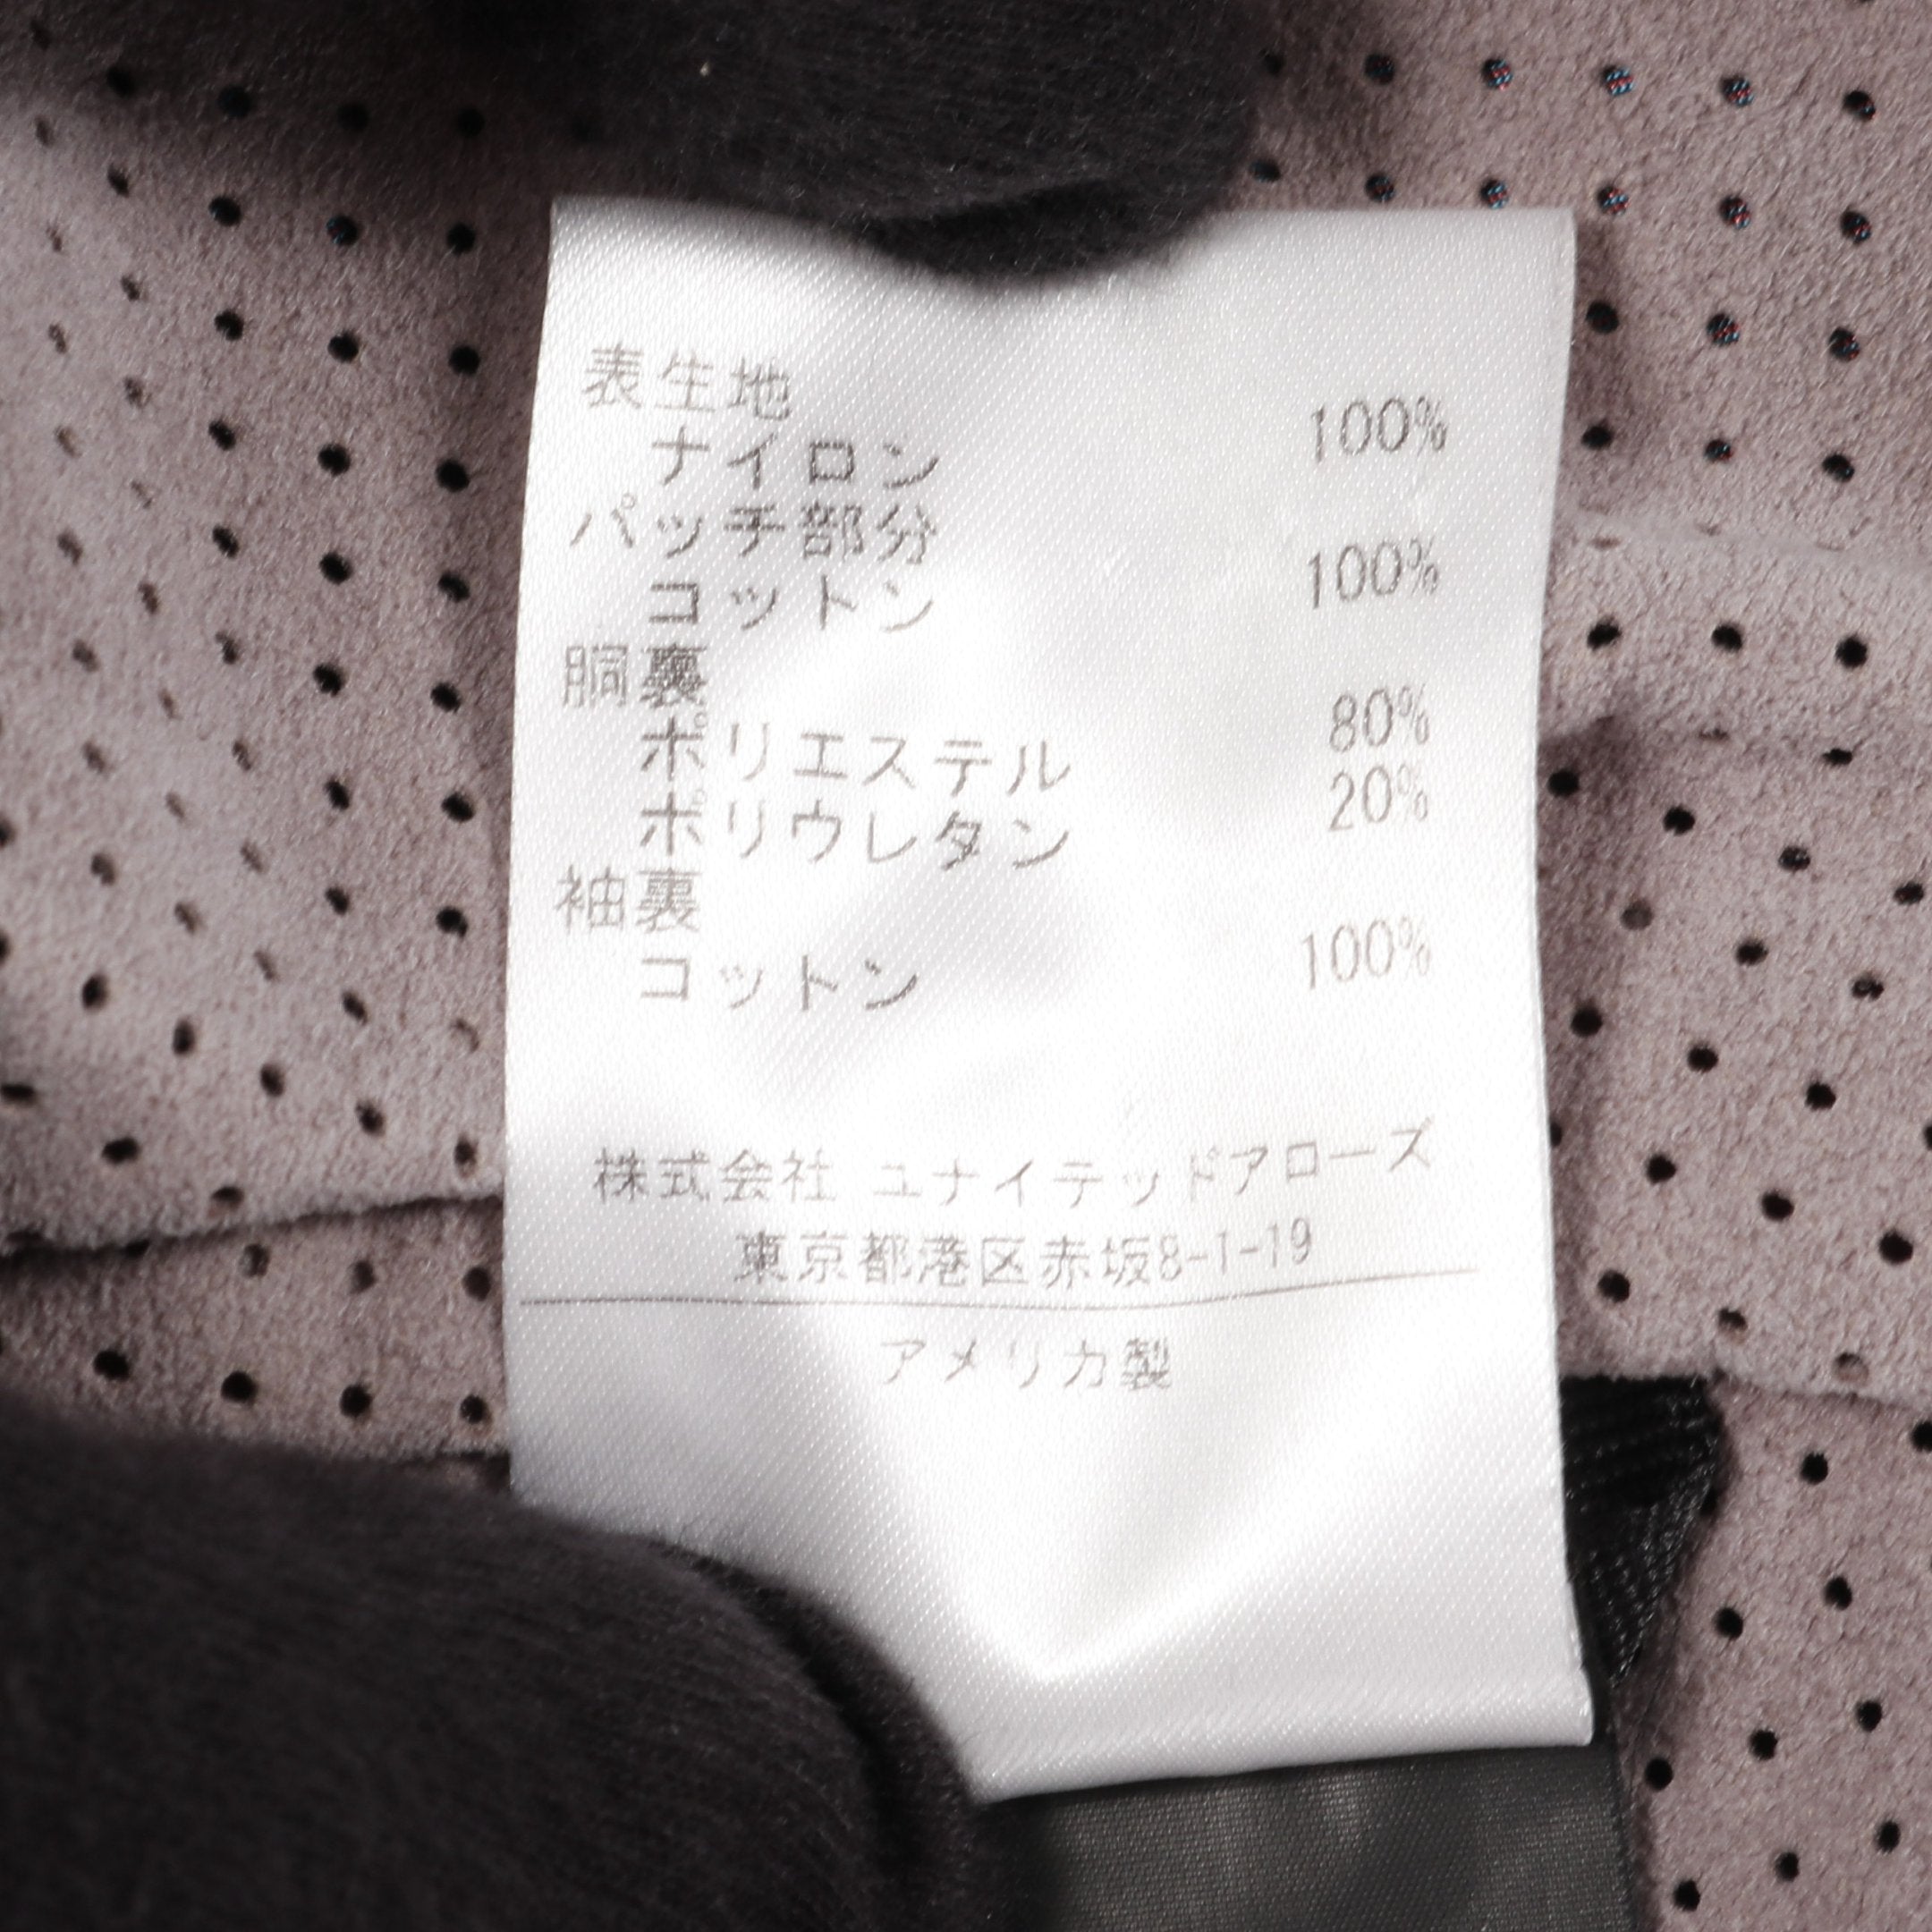 表生地
ナイロン 100%
パッチ部分
コットン 100%
胴裏
ポリエステル 80%
ポリウレタン 20%
袖裏
コットン 100%
株式会社 ユナイテッドアローズ
東京都港区赤坂8-1-19
アメリカ製